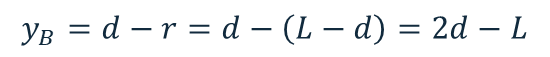 y_B = d − r = d − (L − d) = 2d − L